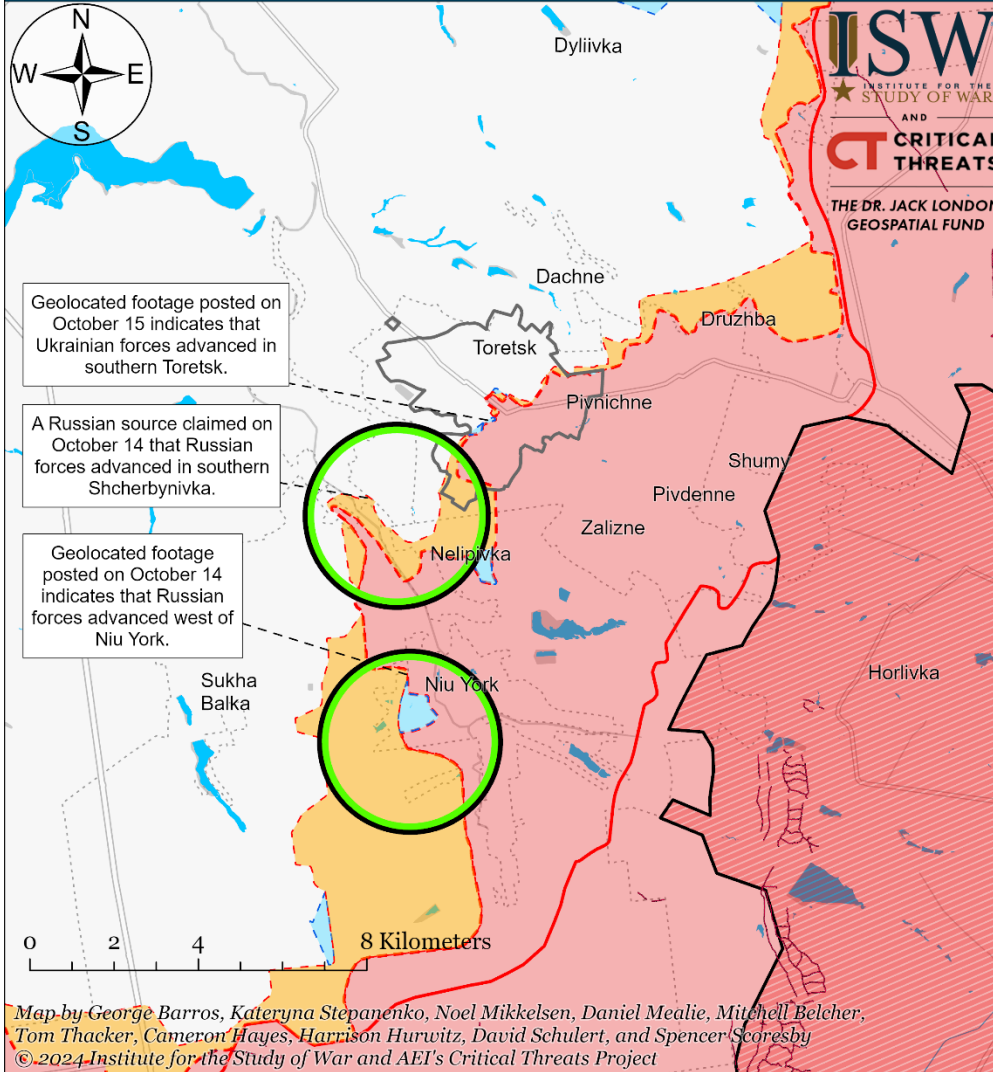 N
W
E
S
Dyliivka
ISW
INSTITUTE FOR THE
STUDY OF WAR
AND
CT CRITICAL
THREATS
THE DR. JACK LONDON
GEOSPATIAL FUND
Dachne
Geolocated footage posted on
October 15 indicates that
Ukrainian forces advanced in
southern Toretsk.
Druzhba
Toretsk
Pivnichne
A Russian source claimed on
October 14 that Russian
forces advanced in southern
Shcherbynivka.
Shumy
Pivdenne
Zalizne
Nelipivka
Geolocated footage
posted on October 14
indicates that Russian
forces advanced west of
Niu York.
Sukha
Balka
Niu York
Horlivka
0 2 4 8 Kilometers
Map by George Barros, Kateryna Stepanenko, Noel Mikkelsen, Daniel Mealie, Mitchell Belcher,
Tom Thacker, Cameron Hayes, Harrison Hurwitz, David Schulert, and Spencer Scoresby
© 2024 Institute for the Study of War and AEI's Critical Threats Project